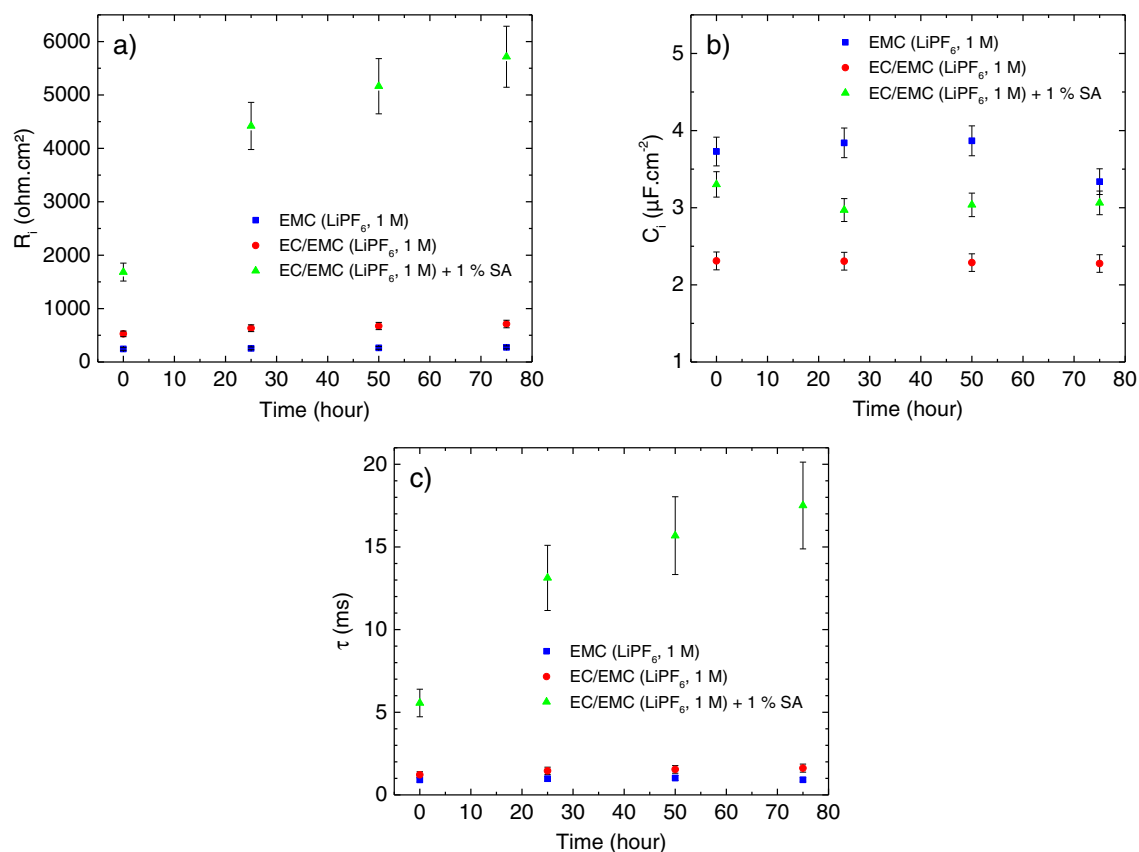 a)
6000
5000
4000
3000
2000
1000
0
R_i (ohm.cm²)
EMC (LiPF₆, 1 M)
EC/EMC (LiPF₆, 1 M)
EC/EMC (LiPF₆, 1 M) + 1 % SA
0 10 20 30 40 50 60 70 80
Time (hour)
b)
5
4
3
2
1
C_i (µF.cm⁻²)
EMC (LiPF₆, 1 M)
EC/EMC (LiPF₆, 1 M)
EC/EMC (LiPF₆, 1 M) + 1 % SA
0 10 20 30 40 50 60 70 80
Time (hour)
c)
20
15
10
5
0
τ (ms)
EMC (LiPF₆, 1 M)
EC/EMC (LiPF₆, 1 M)
EC/EMC (LiPF₆, 1 M) + 1 % SA
0 10 20 30 40 50 60 70 80
Time (hour)